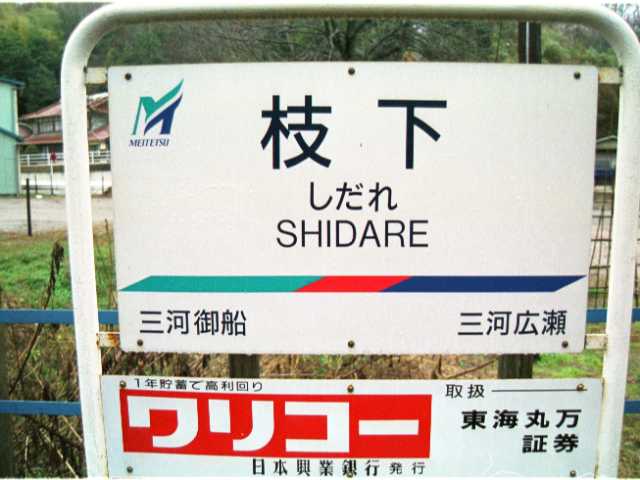 MEITETSU
枝下
しだれ
SHIDARE
三河御船 三河広瀬
1年貯蓄で高利回り
ワリコー
日本興業銀行 発行
取扱
東海丸万
証券